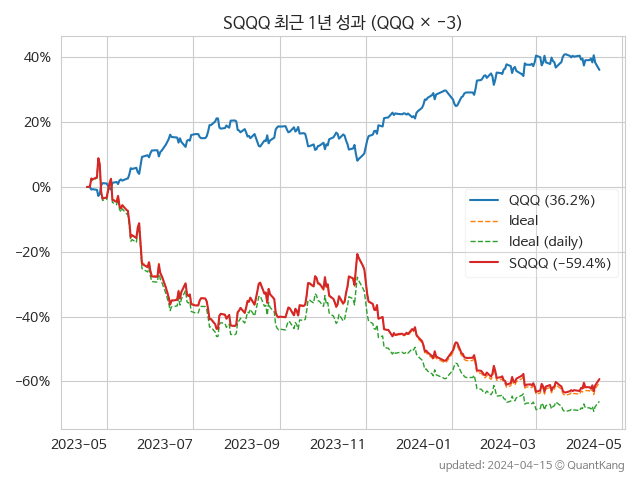 SQQQ 최근 1년 성과 (QQQ × −3)
40%
20%
0%
−20%
−40%
−60%
QQQ (36.2%)
Ideal
Ideal (daily)
SQQQ (−59.4%)
2023-05 2023-07 2023-09 2023-11 2024-01 2024-03 2024-05
updated: 2024-04-15 ⓒ QuantKang